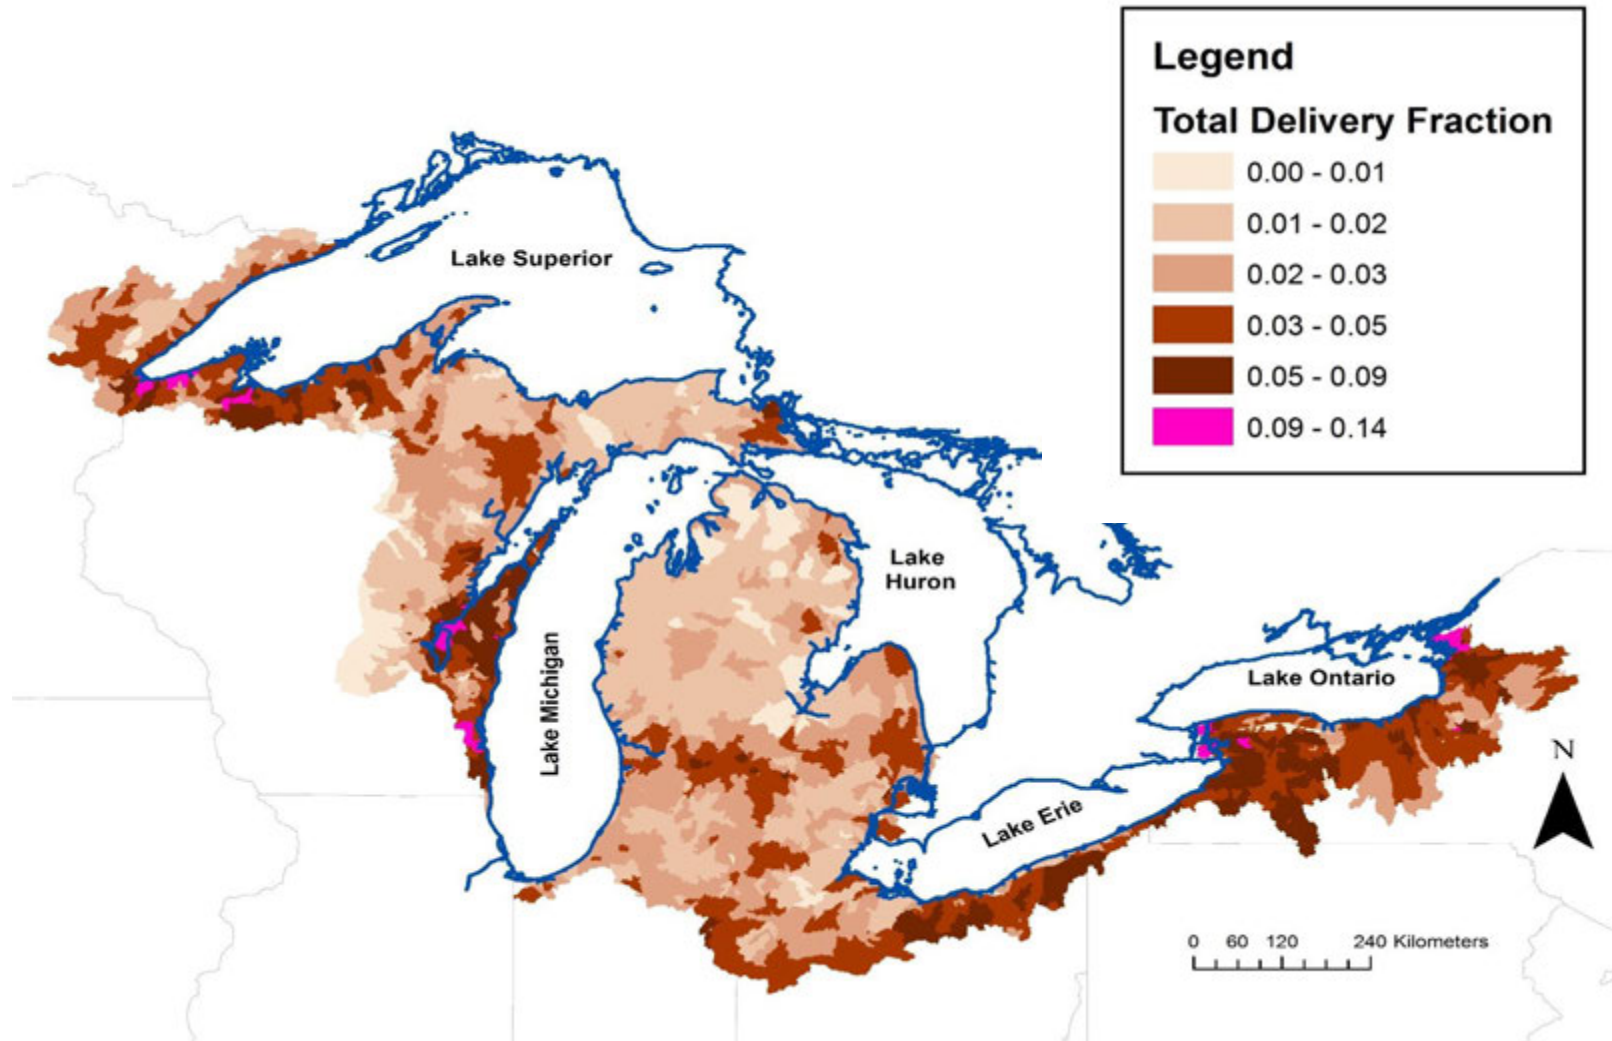 Legend
Total Delivery Fraction
0.00 - 0.01
0.01 - 0.02
0.02 - 0.03
0.03 - 0.05
0.05 - 0.09
0.09 - 0.14
Lake Superior
Lake
Huron
Lake Michigan
Lake Ontario
Lake Erie
N
0 60 120 240 Kilometers